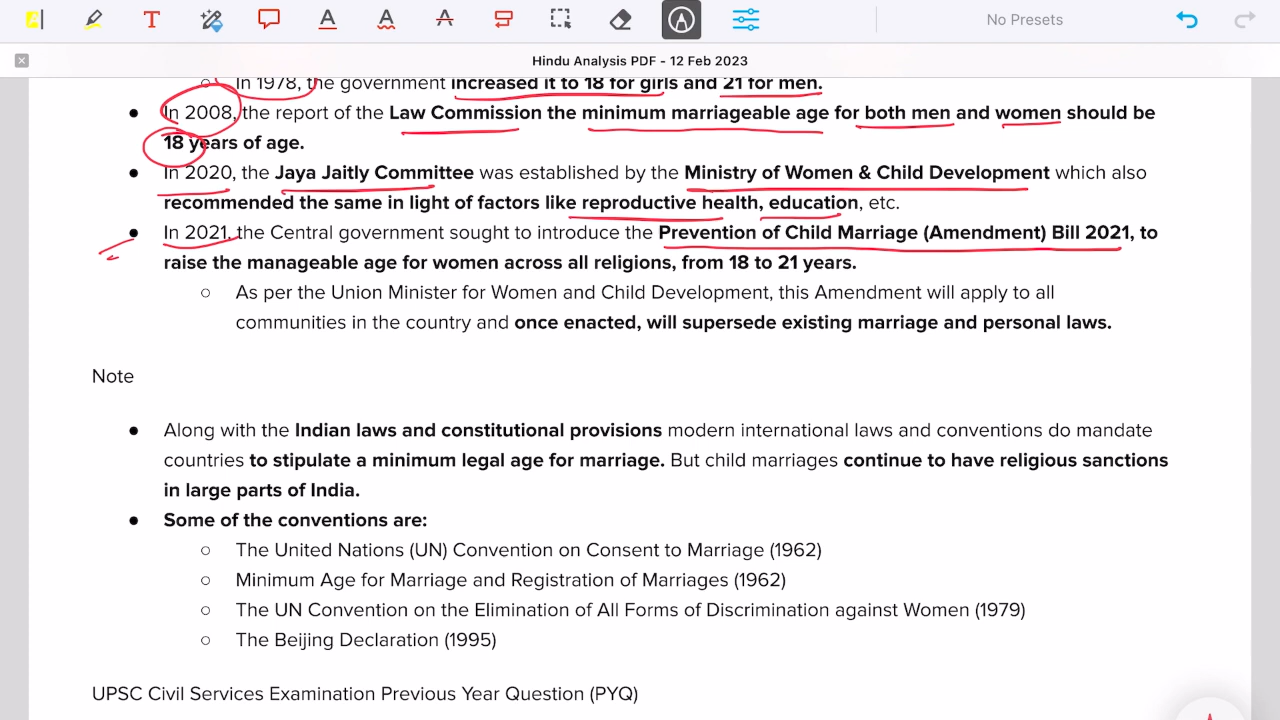 No Presets
Hindu Analysis PDF - 12 Feb 2023
○ In 1978, the government increased it to 18 for girls and 21 for men.
● In 2008, the report of the Law Commission the minimum marriageable age for both men and women should be
18 years of age.
● In 2020, the Jaya Jaitly Committee was established by the Ministry of Women & Child Development which also
recommended the same in light of factors like reproductive health, education, etc.
● In 2021, the Central government sought to introduce the Prevention of Child Marriage (Amendment) Bill 2021, to
raise the manageable age for women across all religions, from 18 to 21 years.
○ As per the Union Minister for Women and Child Development, this Amendment will apply to all
communities in the country and once enacted, will supersede existing marriage and personal laws.
Note
● Along with the Indian laws and constitutional provisions modern international laws and conventions do mandate
countries to stipulate a minimum legal age for marriage. But child marriages continue to have religious sanctions
in large parts of India.
● Some of the conventions are:
○ The United Nations (UN) Convention on Consent to Marriage (1962)
○ Minimum Age for Marriage and Registration of Marriages (1962)
○ The UN Convention on the Elimination of All Forms of Discrimination against Women (1979)
○ The Beijing Declaration (1995)
UPSC Civil Services Examination Previous Year Question (PYQ)